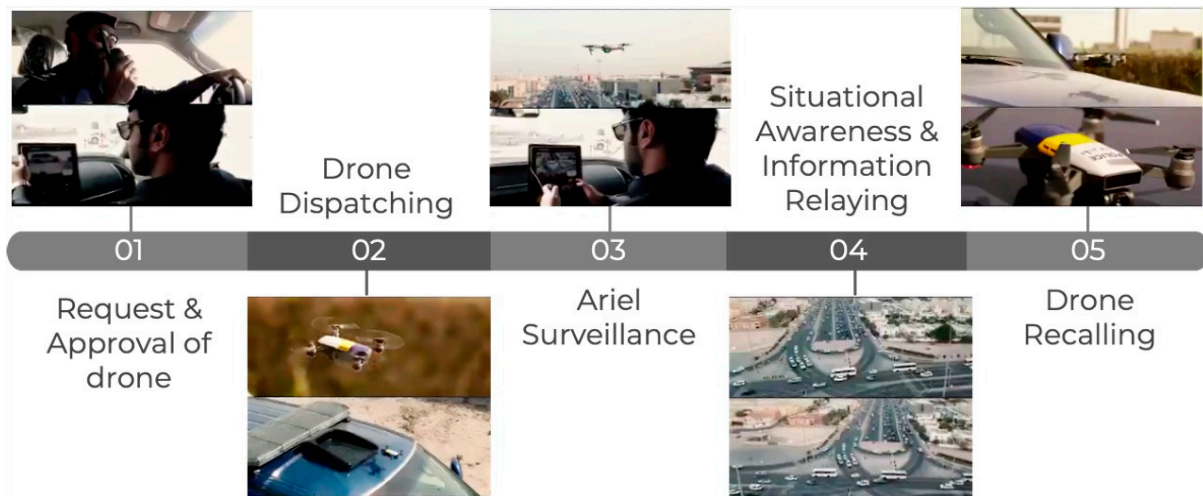 01
Request &
Approval of
drone
Drone
Dispatching
02
03
Ariel
Surveillance
Situational
Awareness &
Information
Relaying
04
POLICE
05
Drone
Recalling